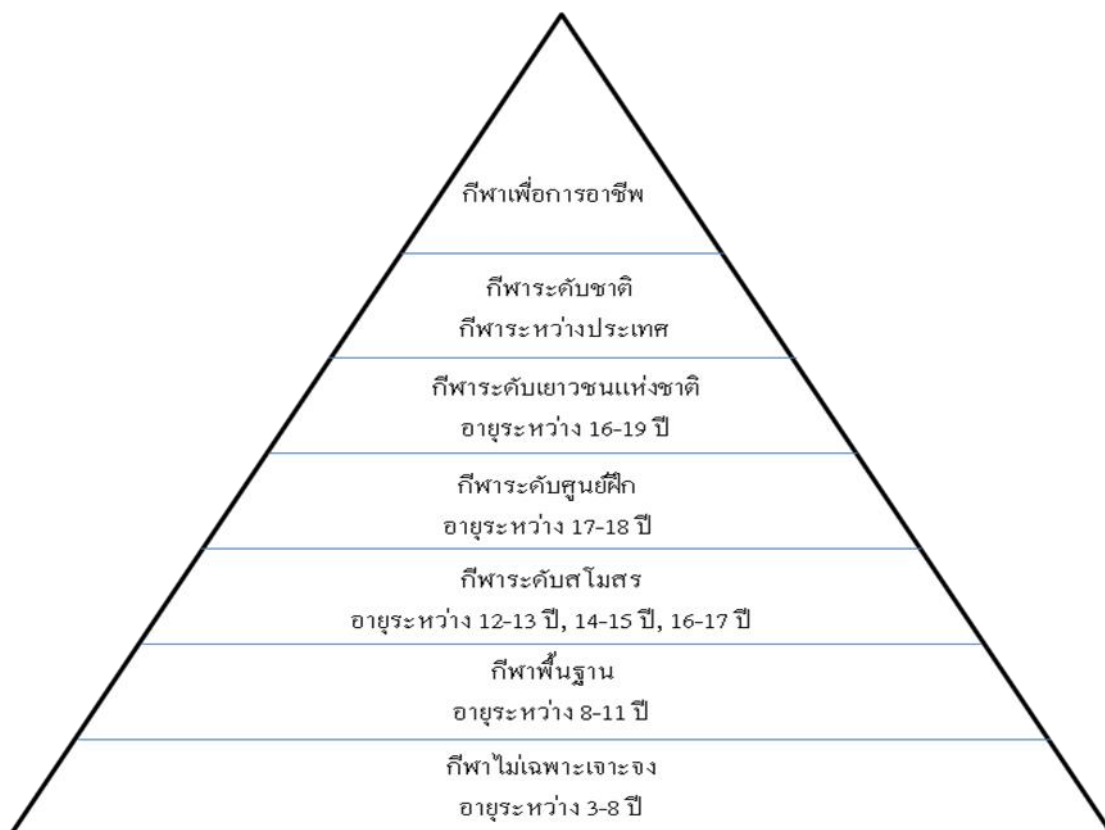 กีฬาเพื่อการอาชีพ
กีฬาระดับชาติ
กีฬาระหว่างประเทศ
กีฬาระดับเยาวชนแห่งชาติ
อายุระหว่าง 16-19 ปี
กีฬาระดับศูนย์ฝึก
อายุระหว่าง 17-18 ปี
กีฬาระดับสโมสร
อายุระหว่าง 12-13 ปี, 14-15 ปี, 16-17 ปี
กีฬาพื้นฐาน
อายุระหว่าง 8-11 ปี
กีฬาไม่เฉพาะเจาะจง
อายุระหว่าง 3-8 ปี